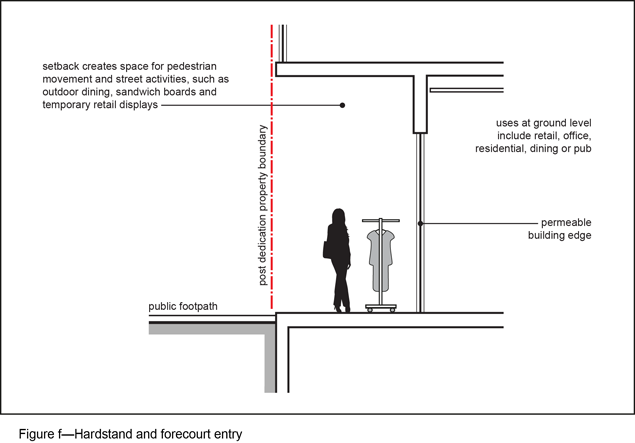 setback creates space for pedestrian
movement and street activities, such as
outdoor dining, sandwich boards and
temporary retail displays
post dedication property boundary
uses at ground level
include retail, office,
residential, dining or pub
permeable
building edge
public footpath
Figure f—Hardstand and forecourt entry